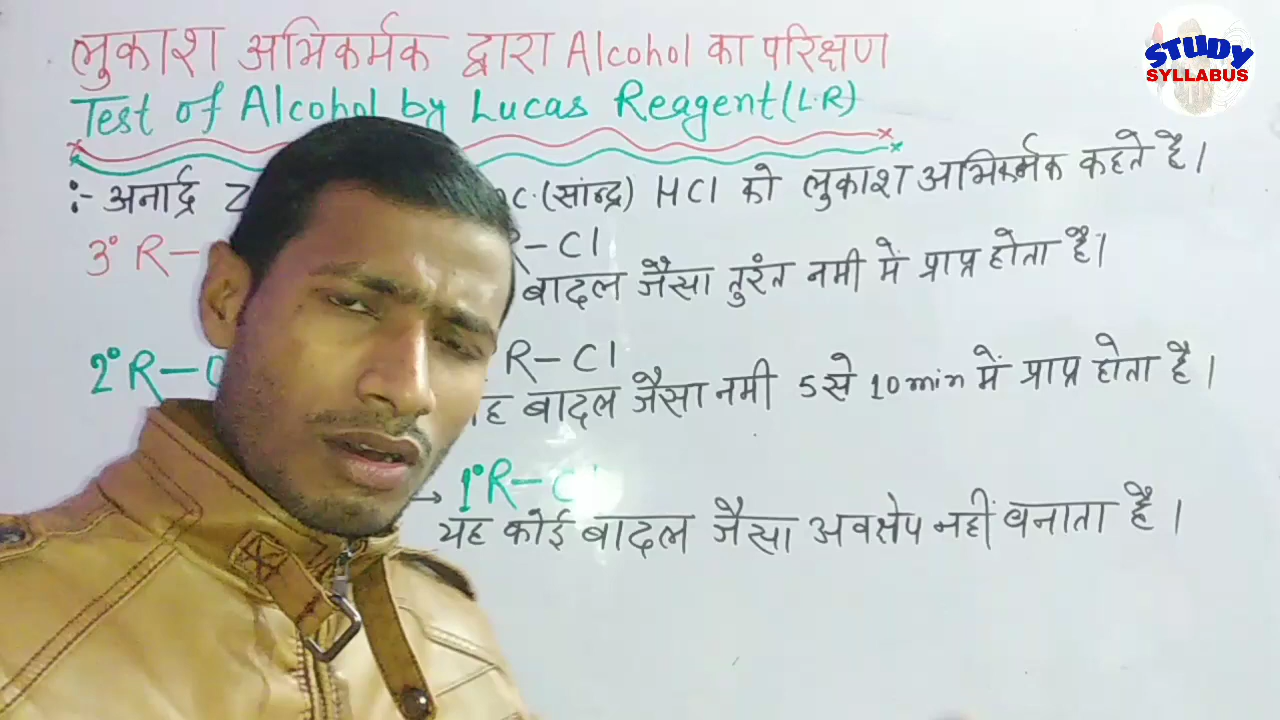 लुकाश अभिकर्मक द्वारा Alcohol का परिक्षण
Test of Alcohol by Lucas Reagent (L.R)
STUDY
SYLLABUS
:- अनार्द्र (सांन्द्र) HCl को लुकाश अभिकर्मक कहते है।
3° R- R-Cl
बादल जैसा तुरंत नमी में प्राप्त होता है।
2° R-O R-Cl
बादल जैसा नमी 5 से 10 min में प्राप्त होता है।
→ 1° R-Cl
यह कोई बादल जैसा अवक्षेप नहीं बनाता है।